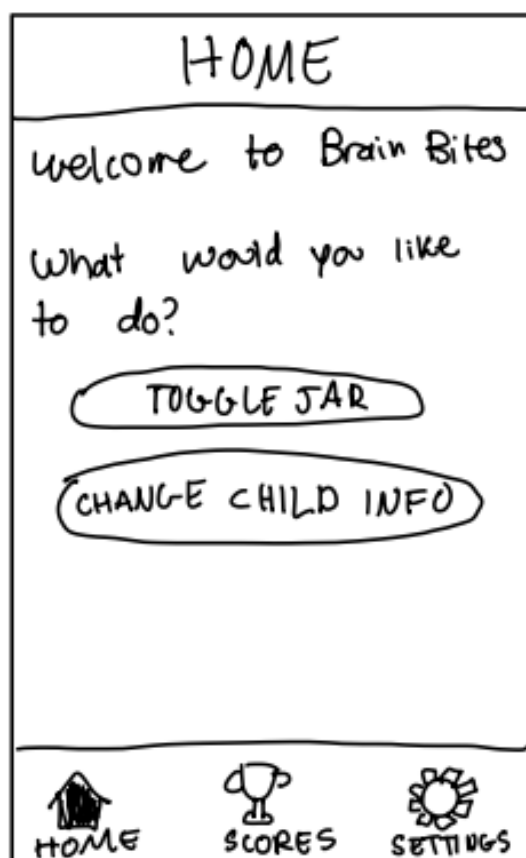 HOME
Welcome to Brain Bites
What would you like
to do?
TOGGLE JAR
CHANGE CHILD INFO
HOME SCORES SETTINGS